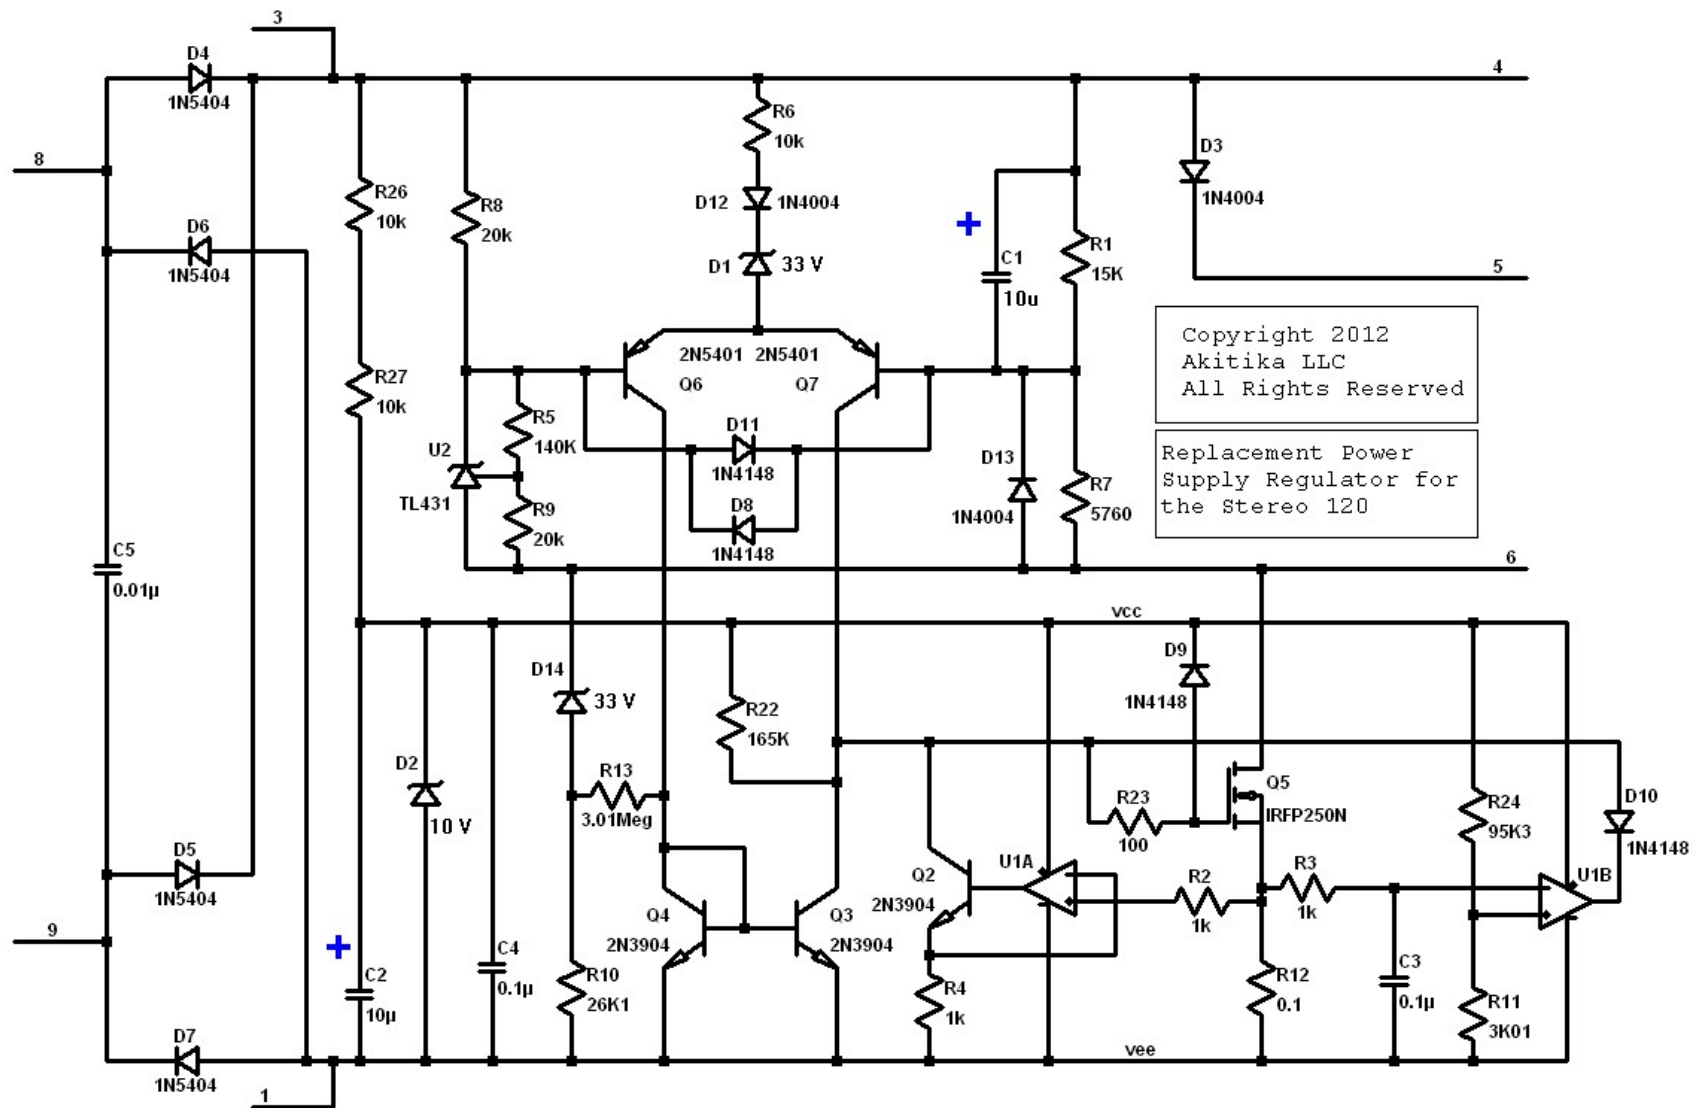 3
D4
1N5404
4
8
R6
10k
D3
1N4004
R26
10k
R8
20k
D12
1N4004
+
D6
1N5404
D1
33 V
C1
10u
R1
15K
5
Copyright 2012
Akitika LLC
All Rights Reserved
2N5401
2N5401
Q6
Q7
R27
10k
R5
140K
D11
1N4148
U2
TL431
D13
1N4004
R7
5760
Replacement Power
Supply Regulator for
the Stereo 120
R9
20k
D8
1N4148
C5
0.01µ
6
vcc
D14
33 V
D9
1N4148
R22
165K
D2
10 V
R13
3.01Meg
Q5
IRFP250N
R23
100
R24
95K3
D10
1N4148
D5
1N5404
U1A
Q2
2N3904
R2
1k
R3
1k
U1B
9
+
Q4
2N3904
Q3
2N3904
C2
10µ
C4
0.1µ
R10
26K1
R4
1k
R12
0.1
C3
0.1µ
R11
3K01
D7
1N5404
vee
1